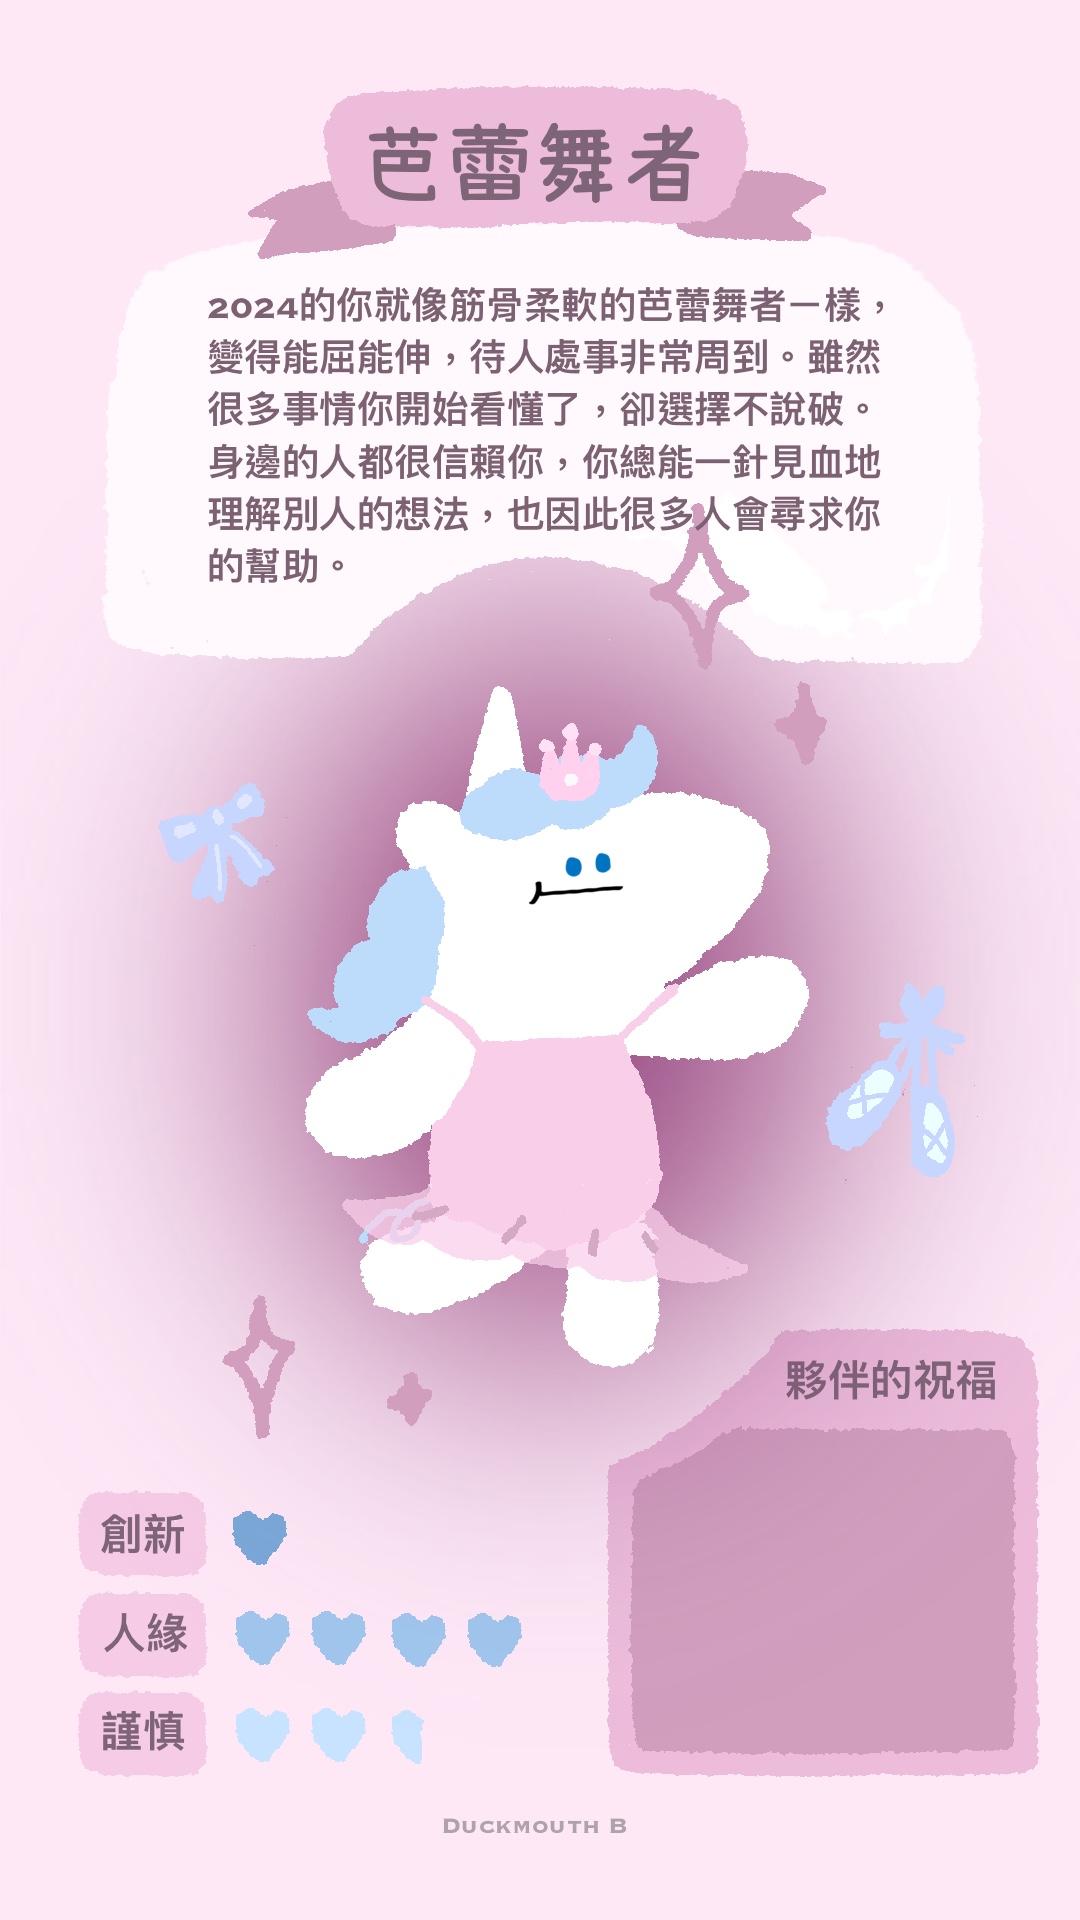 芭蕾舞者
2024的你就像筋骨柔軟的芭蕾舞者一樣，
變得能屈能伸，待人處事非常周到。雖然
很多事情你開始看懂了，卻選擇不說破。
身邊的人都很信賴你，你總能一針見血地
理解別人的想法，也因此很多人會尋求你
的幫助。
夥伴的祝福
創新
人緣
謹慎
DUCKMOUTH B